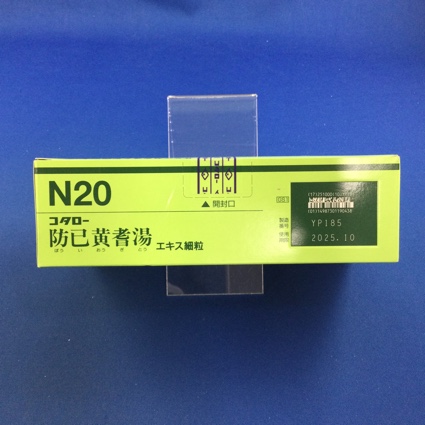 N20
コタロー
防已黄耆湯 エキス細粒
ぼう い おう ぎ とう
▲開封口
製造番号 YP185
使用期限 2025.10